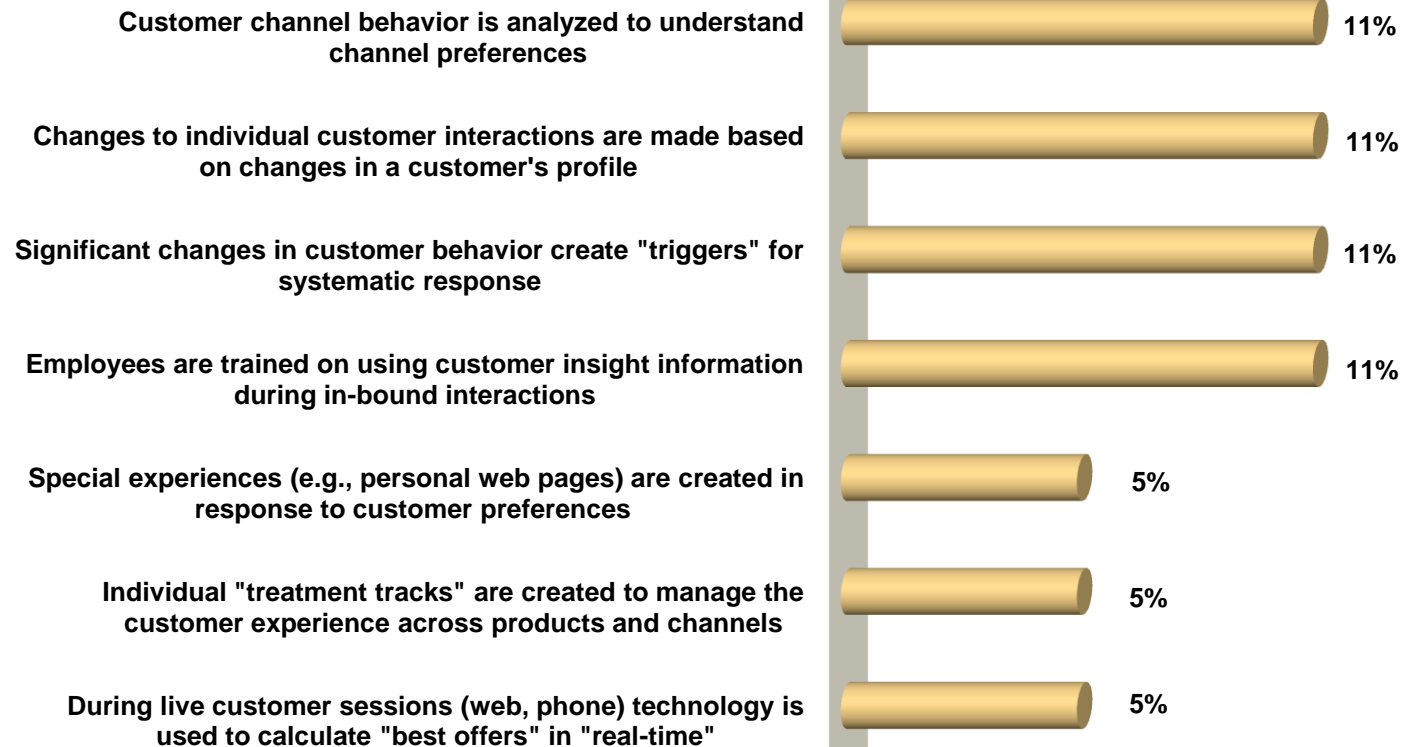 Customer channel behavior is analyzed to understand
channel preferences
11%
Changes to individual customer interactions are made based
on changes in a customer's profile
11%
Significant changes in customer behavior create "triggers" for
systematic response
11%
Employees are trained on using customer insight information
during in-bound interactions
11%
Special experiences (e.g., personal web pages) are created in
response to customer preferences
5%
Individual "treatment tracks" are created to manage the
customer experience across products and channels
5%
During live customer sessions (web, phone) technology is
used to calculate "best offers" in "real-time"
5%